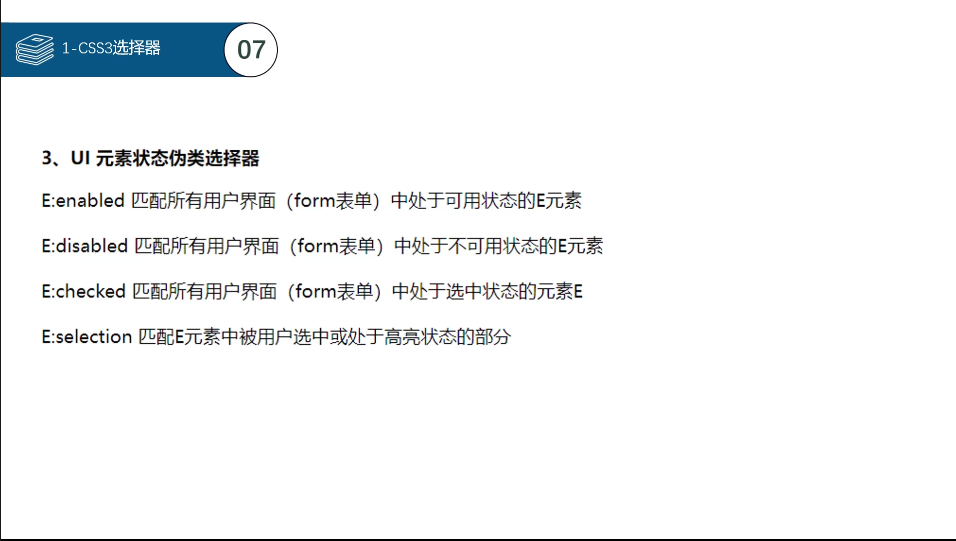 1-CSS3选择器
07
3、UI 元素状态伪类选择器
E:enabled 匹配所有用户界面（form表单）中处于可用状态的E元素
E:disabled 匹配所有用户界面（form表单）中处于不可用状态的E元素
E:checked 匹配所有用户界面（form表单）中处于选中状态的元素E
E:selection 匹配E元素中被用户选中或处于高亮状态的部分